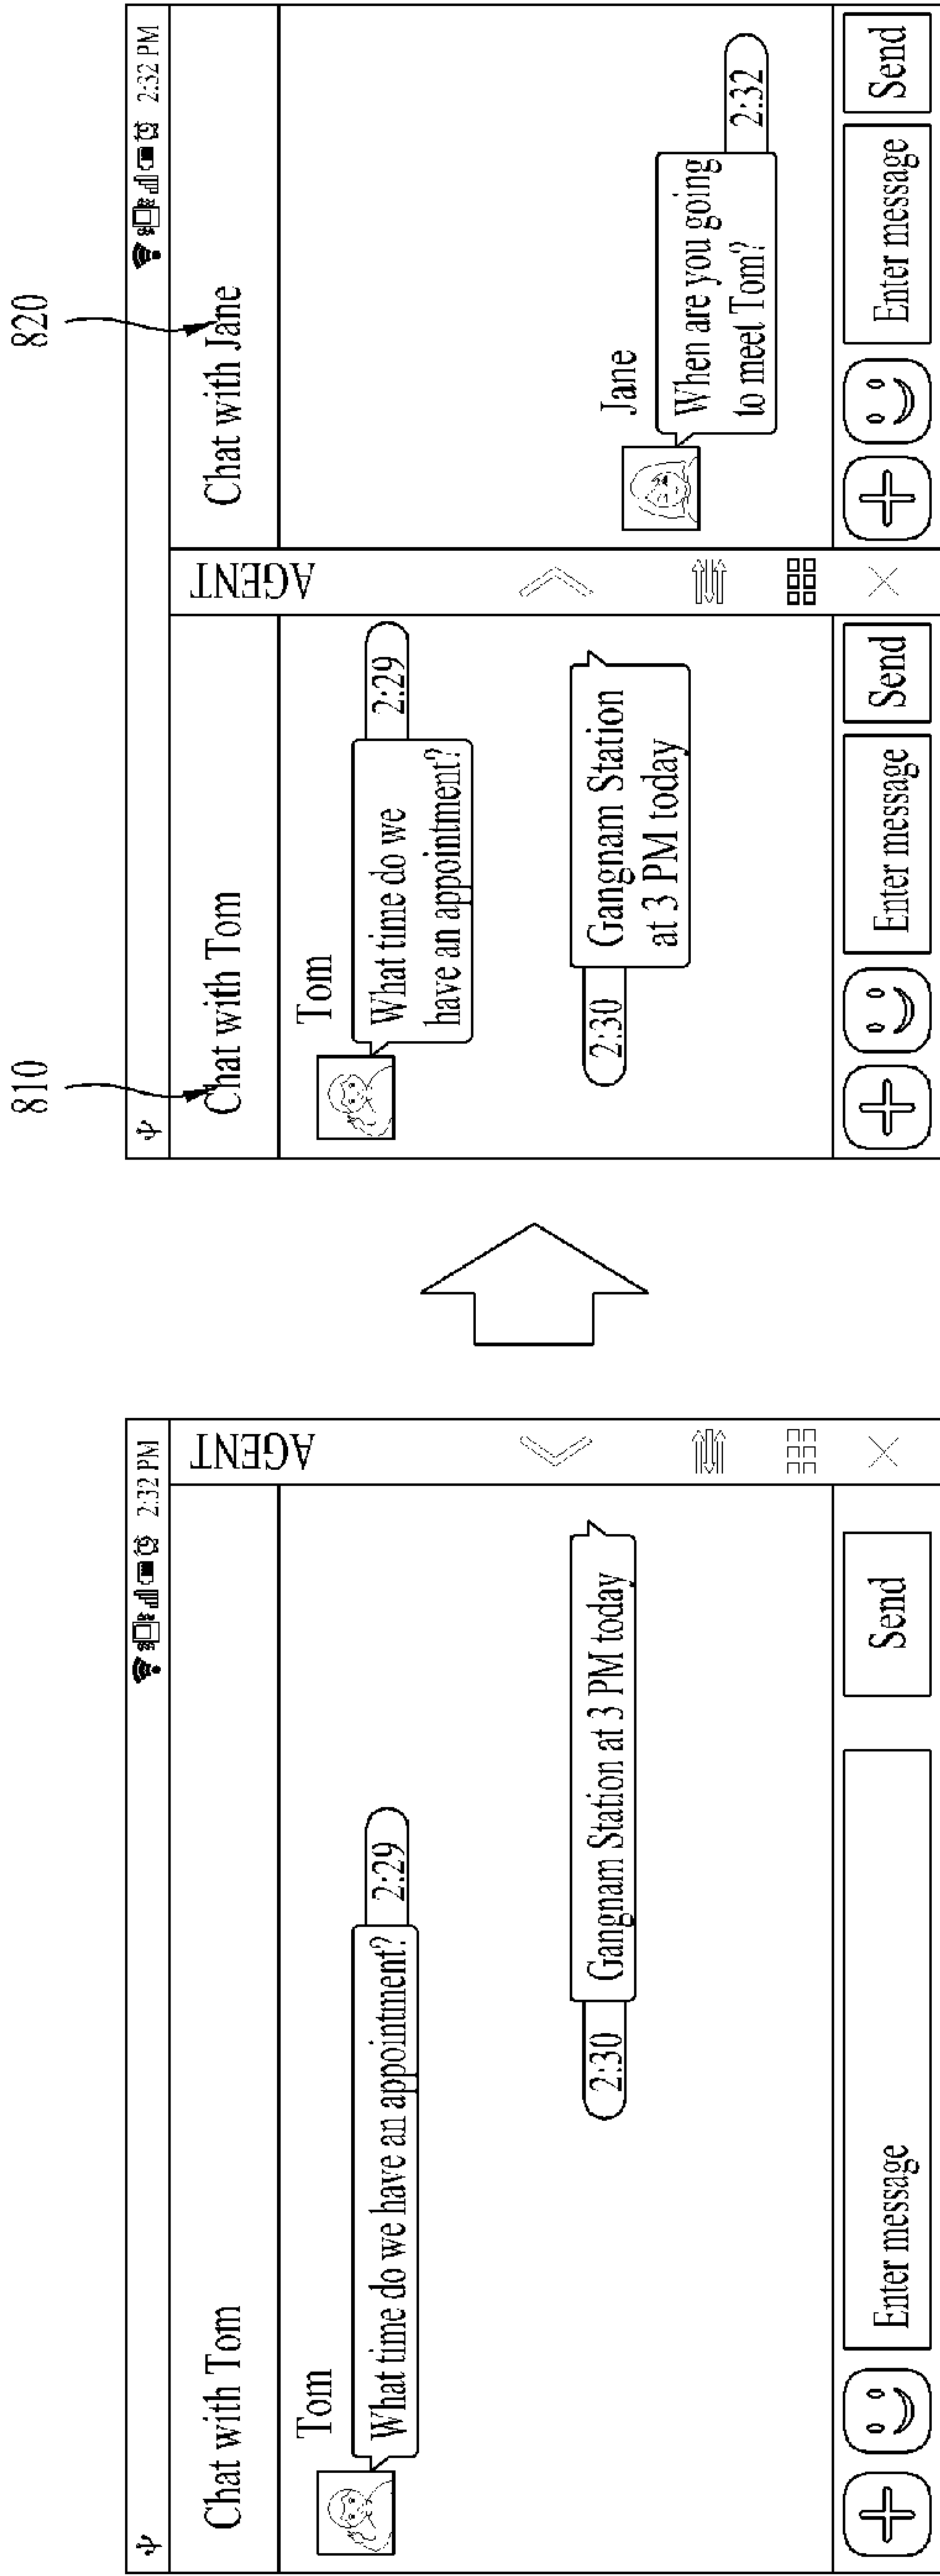 2:32 PM
Chat with Tom
AGENT
Tom
What time do we have an appointment?
2:29
2:30
Gangnam Station at 3 PM today
Enter message
Send
810
820
2:32 PM
Chat with Tom
AGENT
Chat with Jane
Tom
What time do we
have an appointment?
2:29
2:30
Gangnam Station
at 3 PM today
Jane
When are you going
to meet Tom?
2:32
Enter message
Send
Enter message
Send